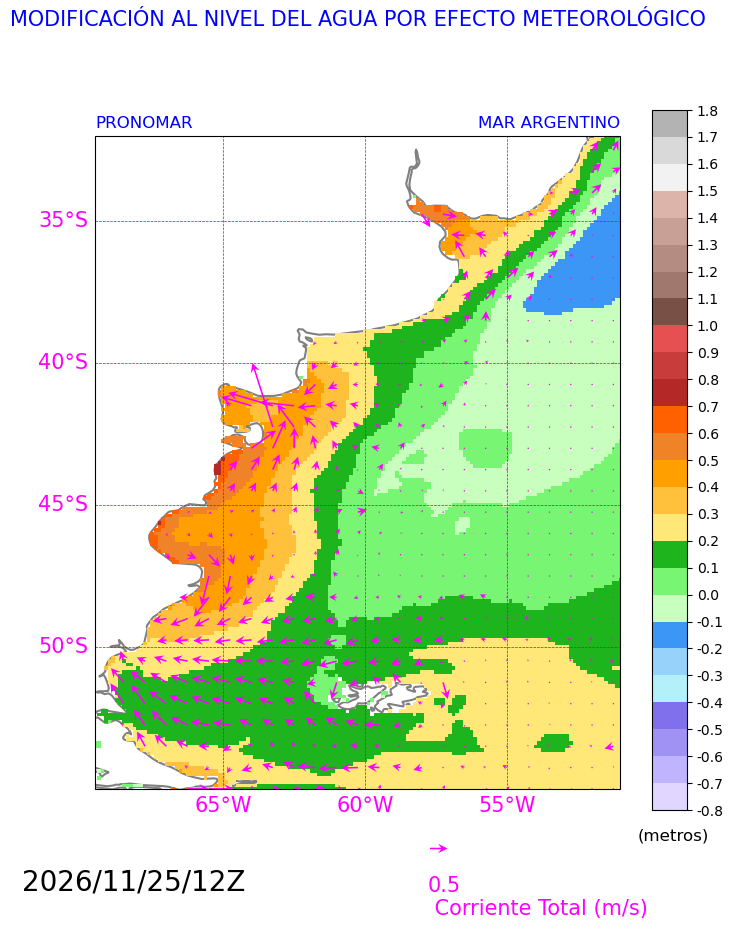 MODIFICACIÓN AL NIVEL DEL AGUA POR EFECTO METEOROLÓGICO
PRONOMAR
MAR ARGENTINO
35°S
40°S
45°S
50°S
65°W
60°W
55°W
1.8
1.7
1.6
1.5
1.4
1.3
1.2
1.1
1.0
0.9
0.8
0.7
0.6
0.5
0.4
0.3
0.2
0.1
0.0
-0.1
-0.2
-0.3
-0.4
-0.5
-0.6
-0.7
-0.8
(metros)
2026/11/25/12Z
0.5
Corriente Total (m/s)